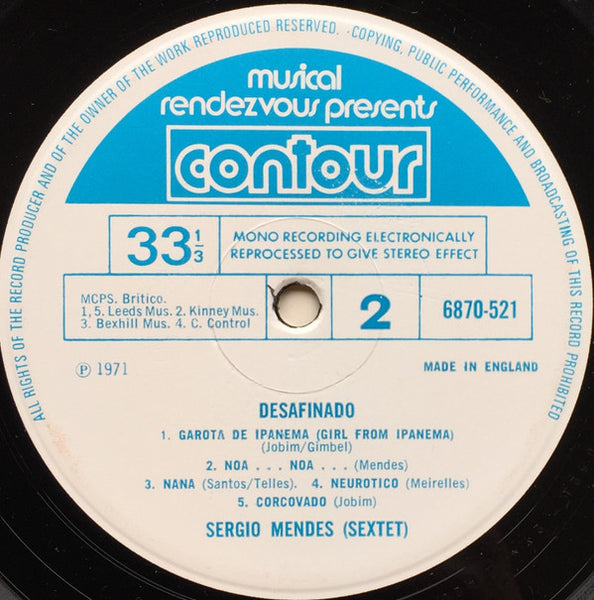 ALL RIGHTS OF THE RECORD PRODUCER AND OF THE OWNER OF THE WORK REPRODUCED RESERVED. COPYING, PUBLIC PERFORMANCE AND BROADCASTING OF THIS RECORD PROHIBITED
musical
rendezvous presents
contour
33 1/3
MONO RECORDING ELECTRONICALLY
REPROCESSED TO GIVE STEREO EFFECT
MCPS. Britico.
1, 5. Leeds Mus. 2. Kinney Mus.
3. Bexhill Mus. 4. C. Control
2
6870-521
℗ 1971
MADE IN ENGLAND
DESAFINADO
1. GAROTA DE IPANEMA (GIRL FROM IPANEMA)
(Jobim/Gimbel)
2. NOA . . . NOA . . . (Mendes)
3. NANA (Santos/Telles). 4. NEUROTICO (Meirelles)
5. CORCOVADO (Jobim)
SERGIO MENDES (SEXTET)